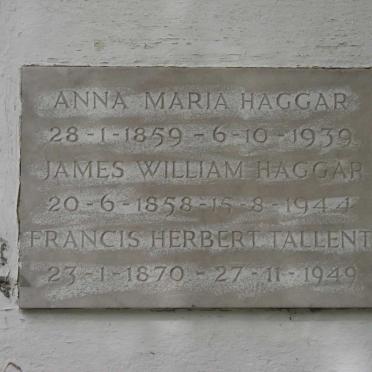 ANNA MARIA HAGGAR
28-1-1859 - 6-10-1939
JAMES WILLIAM HAGGAR
20-6-1858-15-8-1944
FRANCIS HERBERT TALLENT
23-1-1870 - 27-11-1949